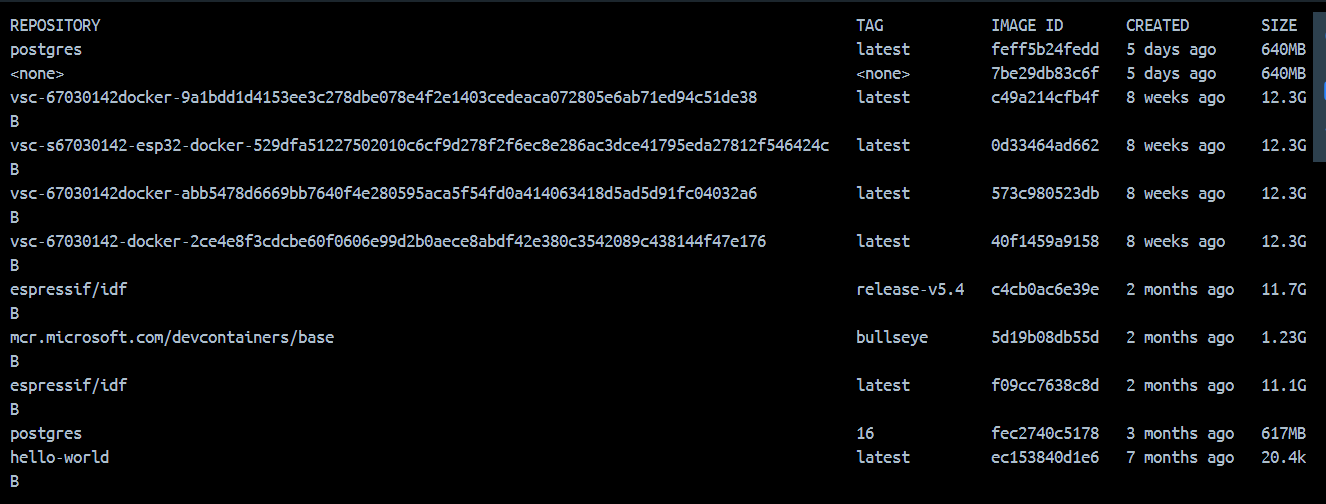 REPOSITORY TAG IMAGE ID CREATED SIZE
postgres latest feff5b24fedd 5 days ago 640MB
<none> <none> 7be29db83c6f 5 days ago 640MB
vsc-67030142docker-9a1bdd1d4153ee3c278dbe078e4f2e1403cedeaca072805e6ab71ed94c51de38 latest c49a214cfb4f 8 weeks ago 12.3G
B
vsc-s67030142-esp32-docker-529dfa51227502010c6cf9d278f2f6ec8e286ac3dce41795eda27812f546424c latest 0d33464ad662 8 weeks ago 12.3G
B
vsc-67030142docker-abb5478d6669bb7640f4e280595aca5f54fd0a414063418d5ad5d91fc04032a6 latest 573c980523db 8 weeks ago 12.3G
B
vsc-67030142-docker-2ce4e8f3cdcbe60f0606e99d2b0aece8abdf42e380c3542089c438144f47e176 latest 40f1459a9158 8 weeks ago 12.3G
B
espressif/idf release-v5.4 c4cb0ac6e39e 2 months ago 11.7G
B
mcr.microsoft.com/devcontainers/base bullseye 5d19b08db55d 2 months ago 1.23G
B
espressif/idf latest f09cc7638c8d 2 months ago 11.1G
B
postgres 16 fec2740c5178 3 months ago 617MB
hello-world latest ec153840d1e6 7 months ago 20.4k
B